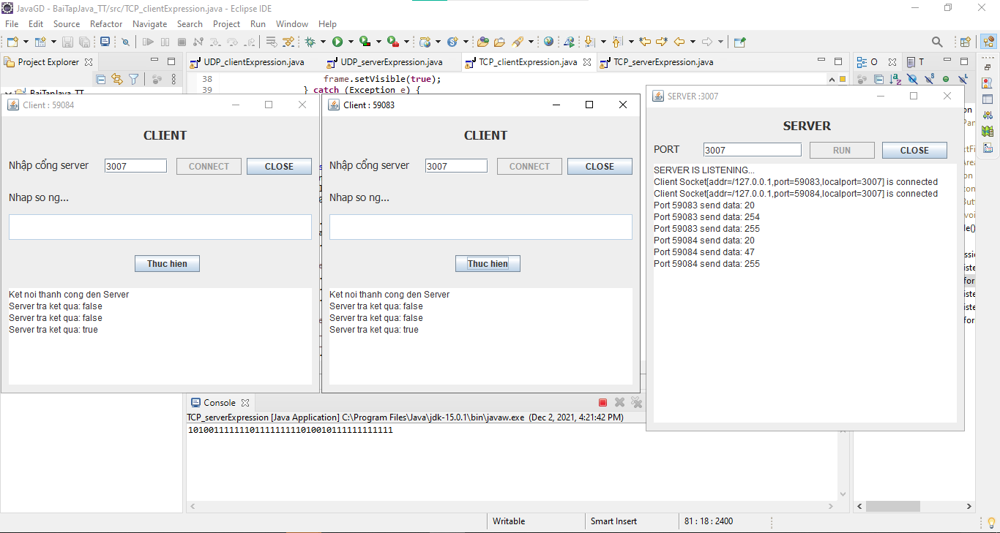 JavaGD - BaiTapJava_TT/src/TCP_clientExpression.java - Eclipse IDE
File Edit Source Refactor Navigate Search Project Run Window Help
Project Explorer
UDP_clientExpression.java UDP_serverExpression.java TCP_clientExpression.java TCP_serverExpression.java
O T
BaiTapJava_TT
38 frame.setVisible(true);
39 } catch (Exception e) {
Client : 59084
CLIENT
Nhập cổng server 3007 CONNECT CLOSE
Nhap so ng...
Thuc hien
Ket noi thanh cong den Server
Server tra ket qua: false
Server tra ket qua: false
Server tra ket qua: true
Client : 59083
CLIENT
Nhập cổng server 3007 CONNECT CLOSE
Nhap so ng...
Thuc hien
Ket noi thanh cong den Server
Server tra ket qua: false
Server tra ket qua: false
Server tra ket qua: true
SERVER :3007
SERVER
PORT 3007 RUN CLOSE
SERVER IS LISTENING...
Client Socket[addr=/127.0.0.1,port=59083,localport=3007] is connected
Client Socket[addr=/127.0.0.1,port=59084,localport=3007] is connected
Port 59083 send data: 20
Port 59083 send data: 254
Port 59083 send data: 255
Port 59084 send data: 20
Port 59084 send data: 47
Port 59084 send data: 255
Console
TCP_serverExpression [Java Application] C:\Program Files\Java\jdk-15.0.1\bin\javaw.exe (Dec 2, 2021, 4:21:42 PM)
Writable Smart Insert 81 : 18 : 2400